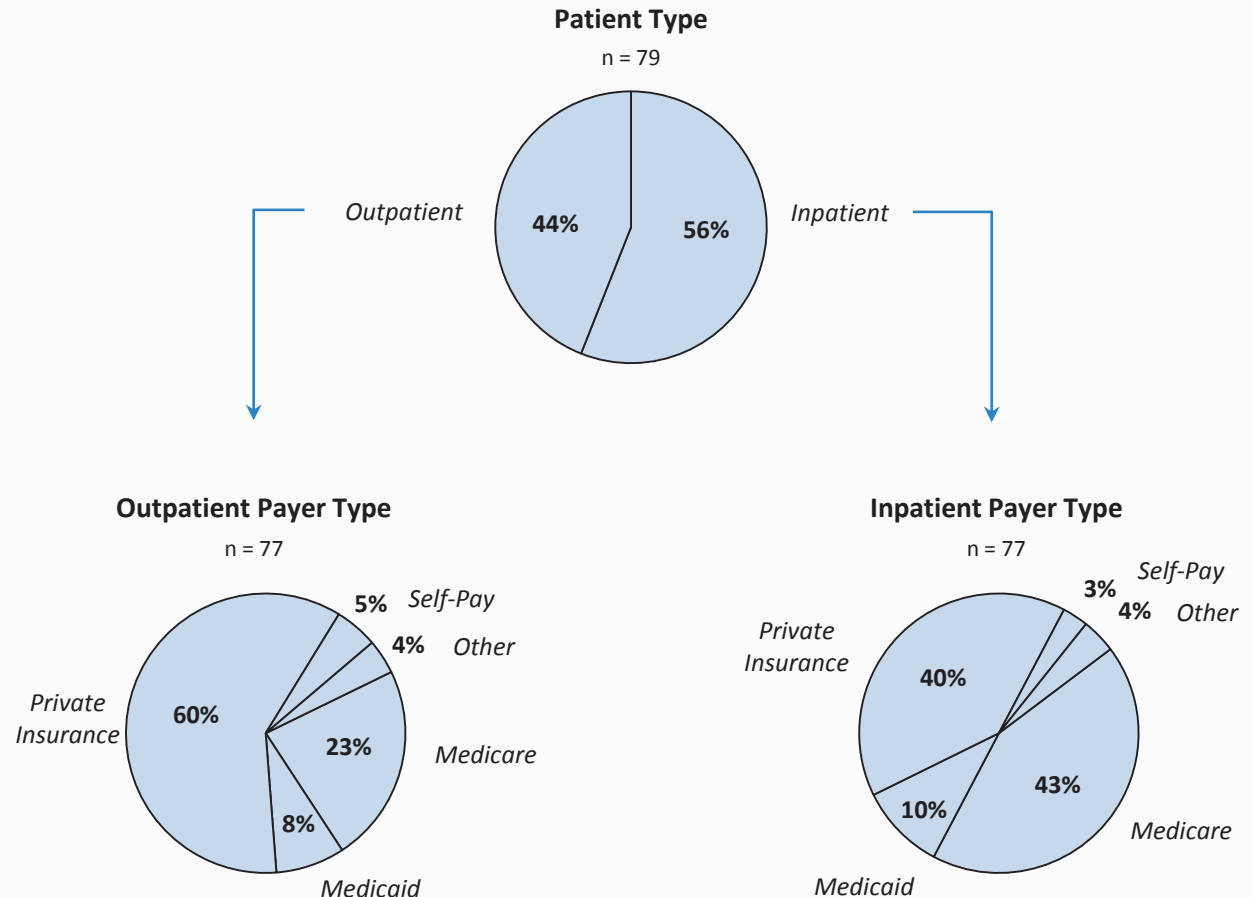 Patient Type
n = 79
Outpatient
44%
56%
Inpatient
Outpatient Payer Type
n = 77
5% Self-Pay
4% Other
Private
Insurance
60%
23%
Medicare
8%
Medicaid
Inpatient Payer Type
n = 77
Self-Pay
3%
4% Other
Private
Insurance
40%
43%
10%
Medicare
Medicaid